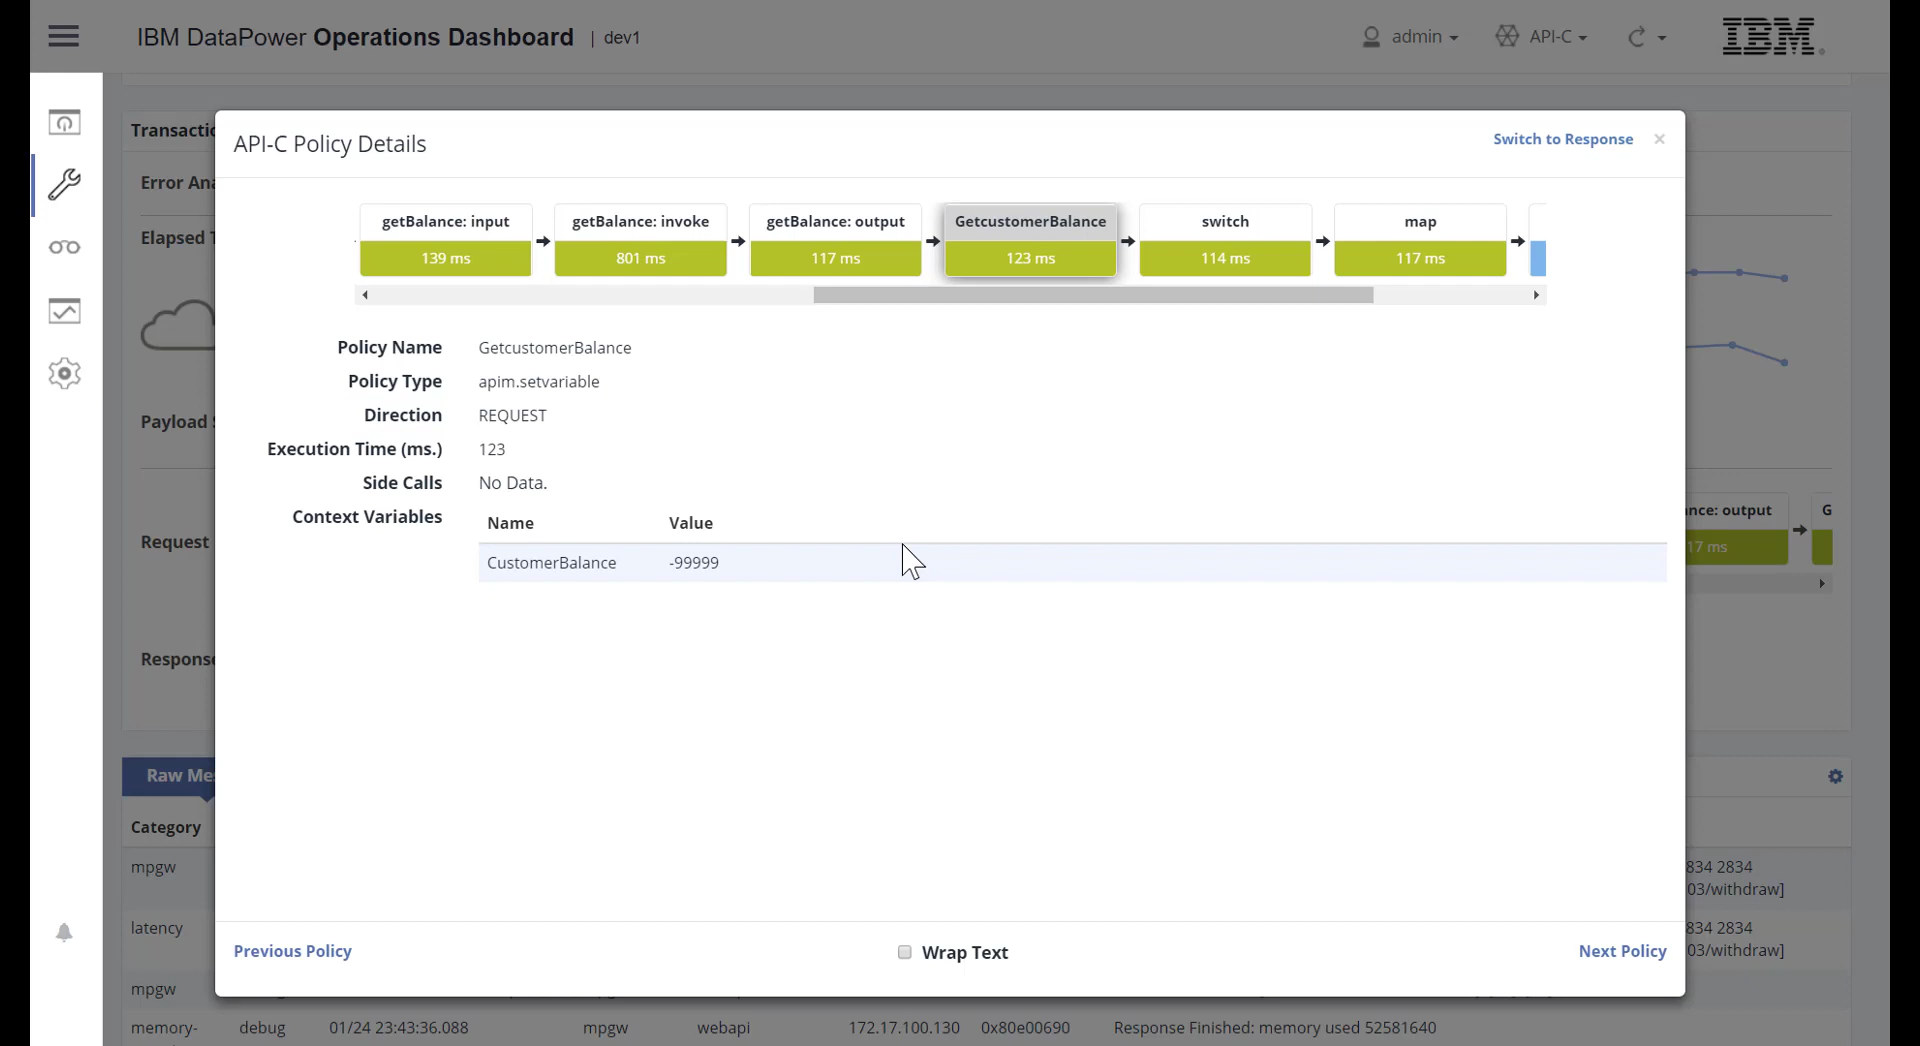 IBM DataPower Operations Dashboard | dev1
admin
API-C
IBM
Transactio
Error Ana
Elapsed T
Payload S
Request
Response
API-C Policy Details
Switch to Response
×
getBalance: input
139 ms
getBalance: invoke
801 ms
getBalance: output
117 ms
GetcustomerBalance
123 ms
switch
114 ms
map
117 ms
Policy Name GetcustomerBalance
Policy Type apim.setvariable
Direction REQUEST
Execution Time (ms.) 123
Side Calls No Data.
Context Variables
Name Value
CustomerBalance -99999
nce: output
17 ms
G
Previous Policy
Wrap Text
Next Policy
Raw Mes
Category
mpgw
834 2834
03/withdraw]
latency
834 2834
03/withdraw]
mpgw
memory- debug 01/24 23:43:36.088 mpgw webapi 172.17.100.130 0x80e00690 Response Finished: memory used 52581640